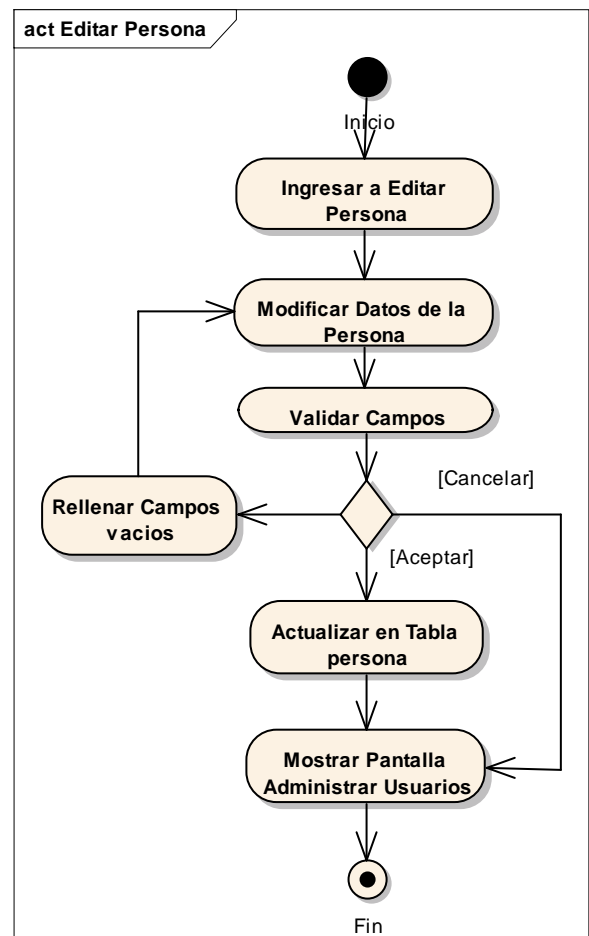 act Editar Persona
Inicio
Ingresar a Editar
Persona
Modificar Datos de la
Persona
Validar Campos
[Cancelar]
Rellenar Campos
vacios
[Aceptar]
Actualizar en Tabla
persona
Mostrar Pantalla
Administrar Usuarios
Fin